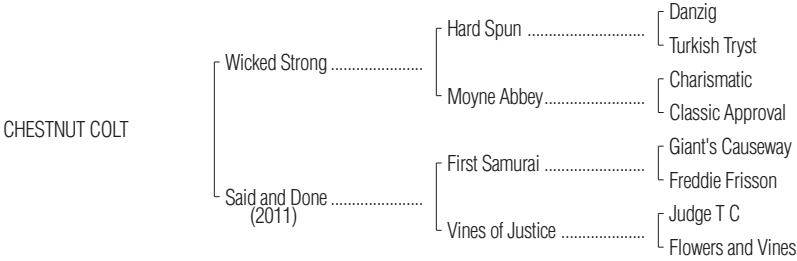 Danzig
Hard Spun ............................
Turkish Tryst
Wicked Strong ......................
Charismatic
Moyne Abbey........................
Classic Approval
CHESTNUT COLT
Giant's Causeway
First Samurai ........................
Freddie Frisson
Said and Done ......................
(2011)
Judge T C
Vines of Justice ....................
Flowers and Vines